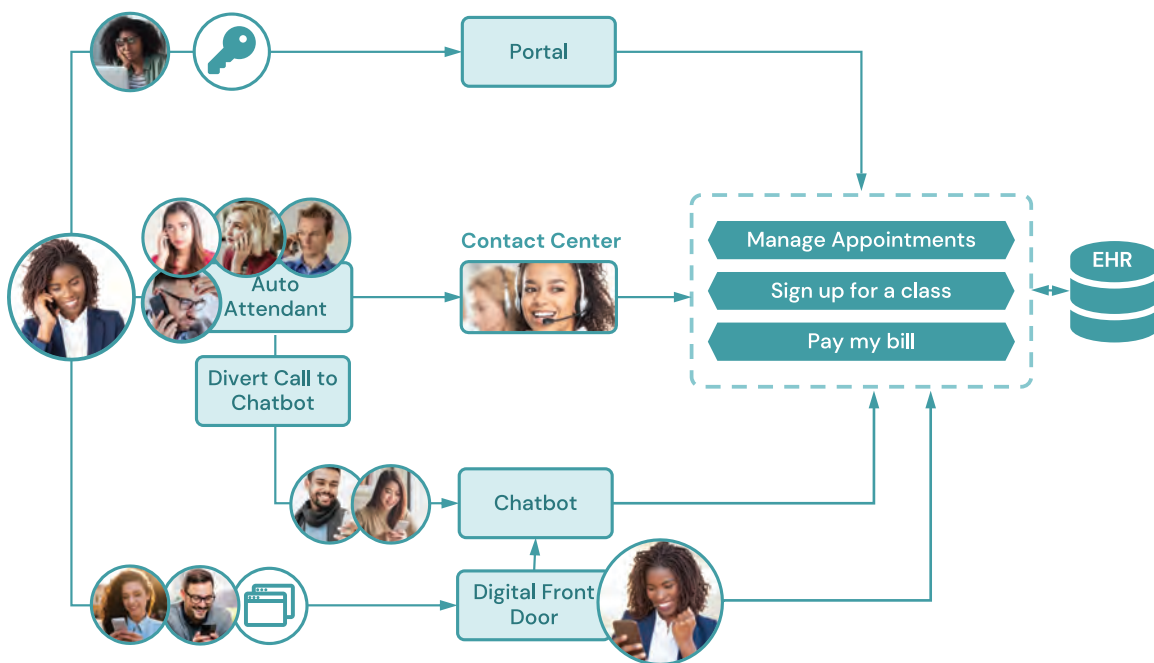 Portal
Contact Center
Manage Appointments
EHR
Auto
Attendant
Sign up for a class
Pay my bill
Divert Call to
Chatbot
Chatbot
Digital Front
Door